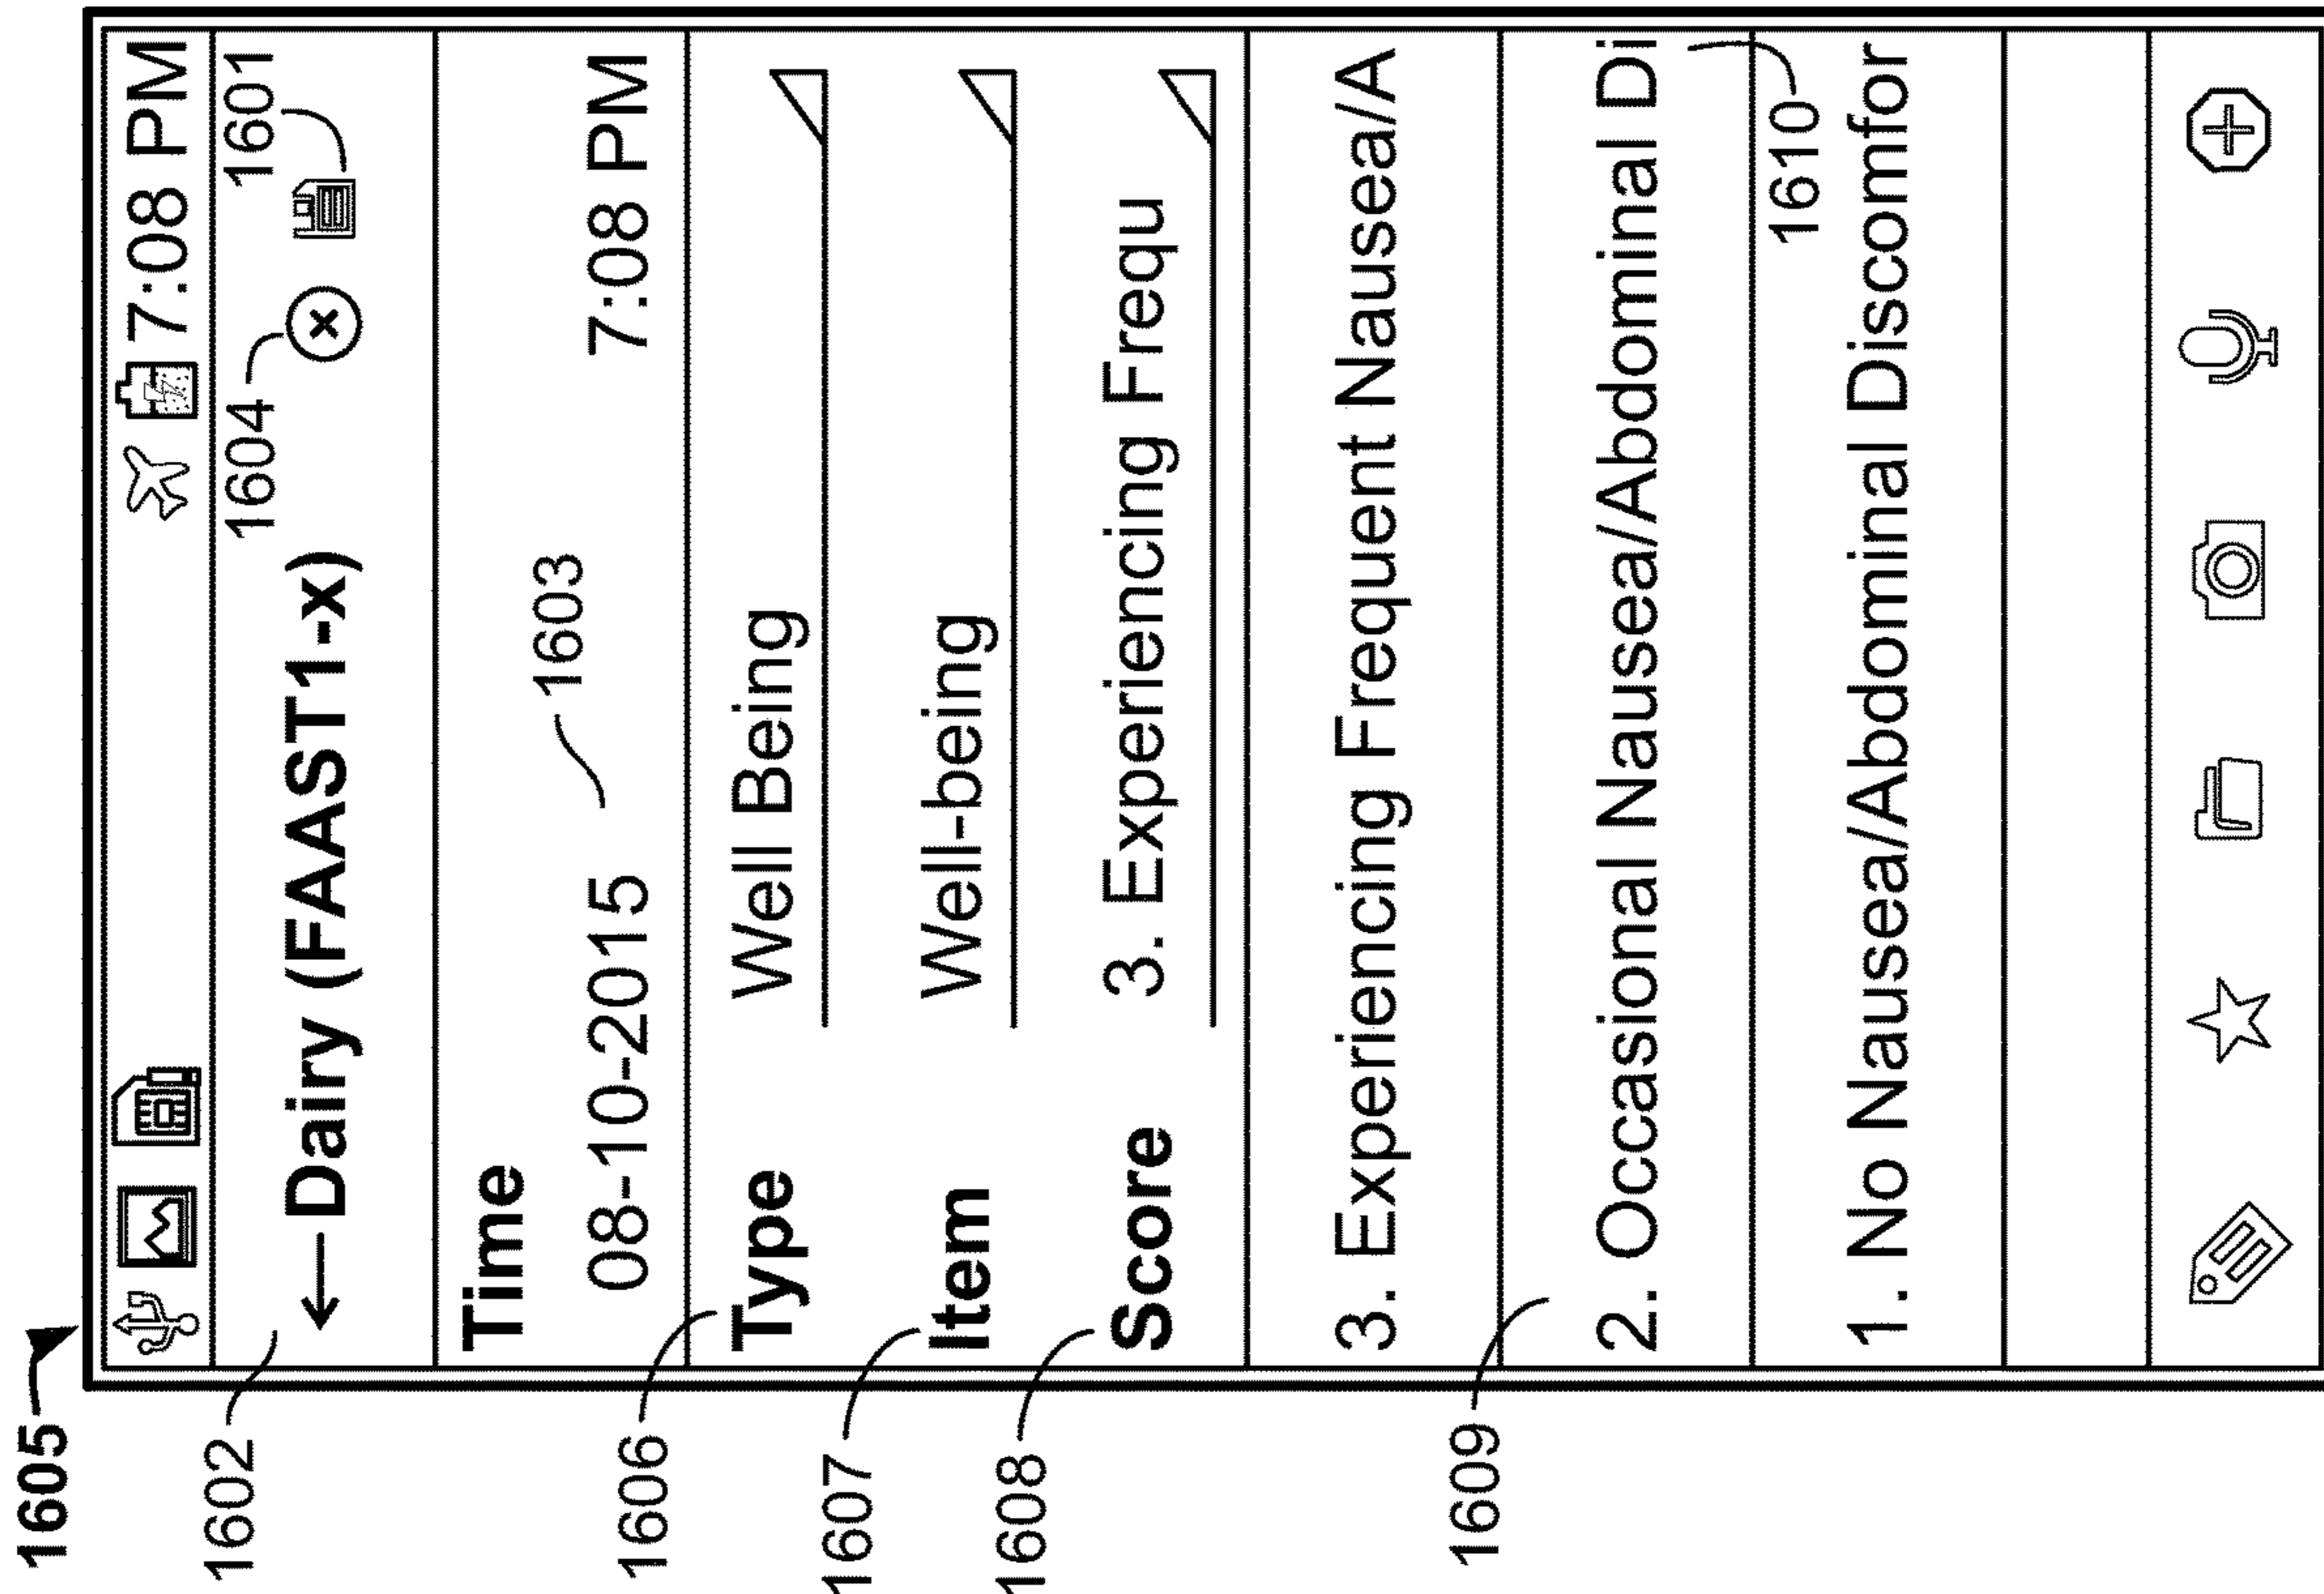 1605
7:08 PM
1602
1604
1601
Dairy (FAAST1-x)
Time
1603
08-10-2015 7:08 PM
1606
Type Well Being
1607
Item Well-being
1608
Score 3. Experiencing Frequ
3. Experiencing Frequent Nausea/A
1609
2. Occasional Nausea/Abdominal Di
1610
1. No Nausea/Abdominal Discomfor